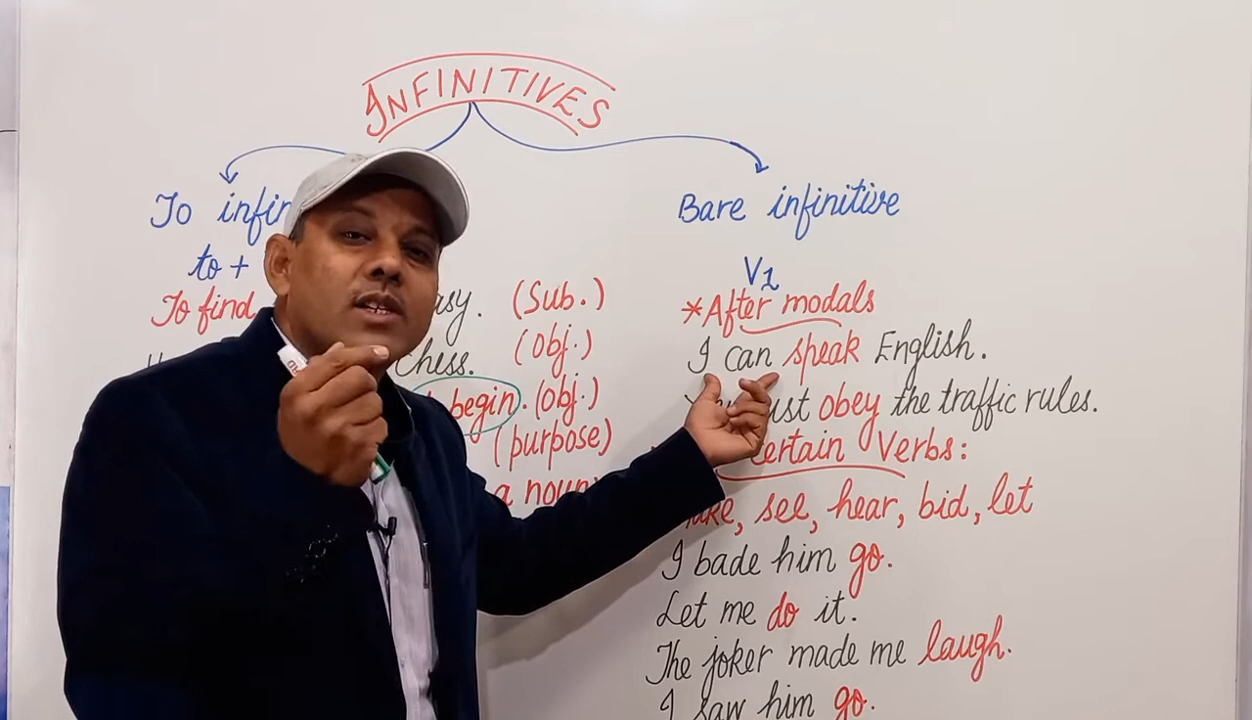 INFINITIVES
To
to +
To find
easy. (Sub.)
chess. (Obj.)
begin. (obj.)
(purpose)
a noun
Bare infinitive
V1
*After modals
I can speak English.
obey the traffic rules.
Certain Verbs:
see, hear, bid, let
I bade him go.
Let me do it.
The joker made me laugh.
I saw him go.